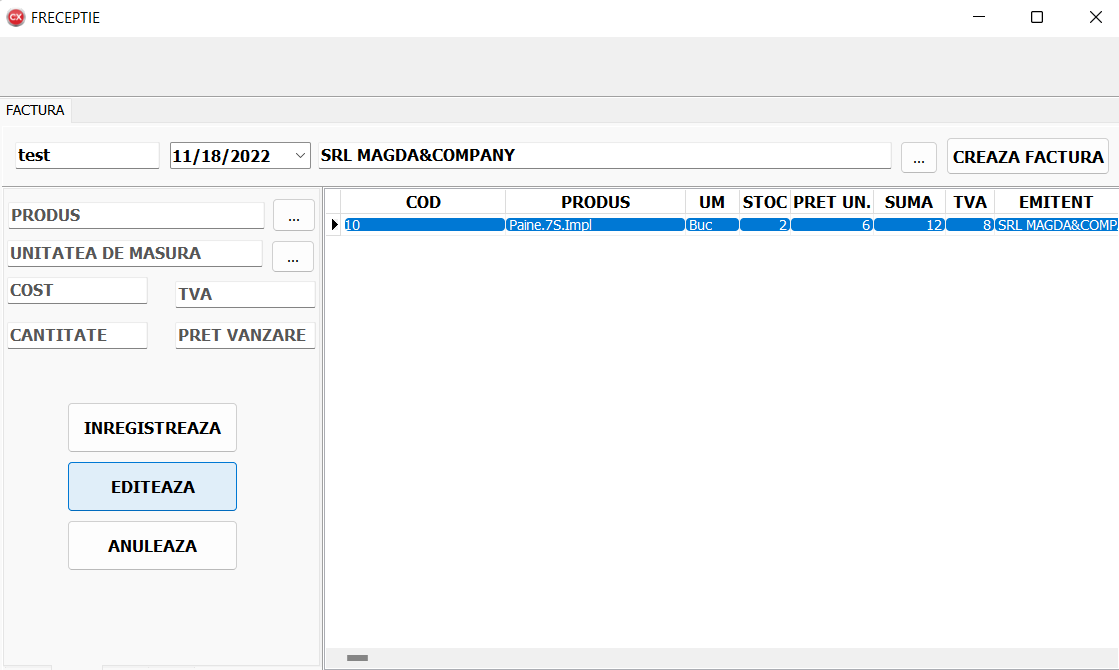 CX FRECEPTIE
FACTURA
test 11/18/2022 SRL MAGDA&COMPANY ... CREAZA FACTURA
PRODUS ...
UNITATEA DE MASURA ...
COST TVA
CANTITATE PRET VANZARE
INREGISTREAZA
EDITEAZA
ANULEAZA
COD PRODUS UM STOC PRET UN. SUMA TVA EMITENT
10 Paine.7S.Impl Buc 2 6 12 8 SRL MAGDA&COMP